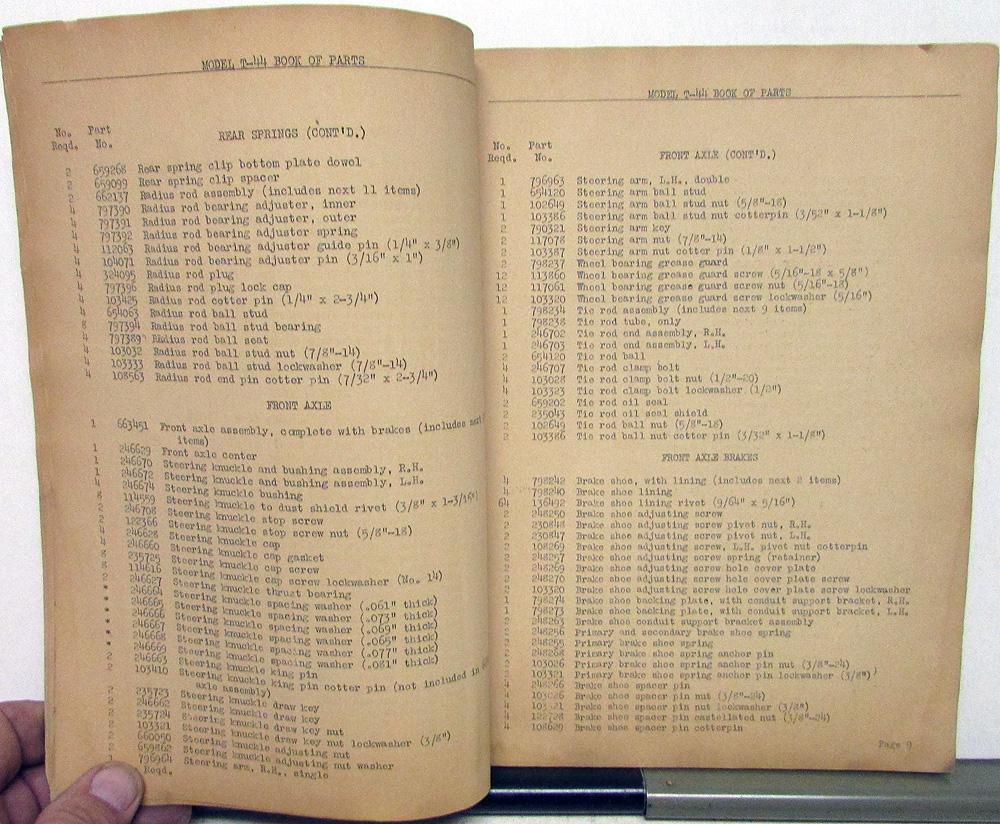 MODEL T-44 BOOK OF PARTS
No. Part
Reqd. No.
REAR SPRINGS (CONT'D.)
2 659268 Rear spring clip bottom plate dowel
2 659099 Rear spring clip spacer
2 662137 Radius rod assembly (includes next 11 items)
4 797390 Radius rod bearing adjuster, inner
4 797391 Radius rod bearing adjuster, outer
4 797392 Radius rod bearing adjuster spring
4 112063 Radius rod bearing adjuster guide pin (1/4" x 3/8")
4 104071 Radius rod bearing adjuster pin (3/16" x 1")
4 324095 Radius rod plug
4 797396 Radius rod plug lock cap
4 103425 Radius rod cotter pin (1/4" x 2-3/4")
4 654063 Radius rod ball stud
8 797394 Radius rod ball stud bearing
4 797389 Radius rod ball seat
4 103032 Radius rod ball stud nut (7/8"-14)
4 103333 Radius rod ball stud lockwasher (7/8"-14)
4 108563 Radius rod end pin cotter pin (7/32" x 2-3/4")
FRONT AXLE
1 663451 Front axle assembly, complete with brakes (includes next
items)
1 246629 Front axle center
1 246670 Steering knuckle and bushing assembly, R.H.
1 246672 Steering knuckle and bushing assembly, L.H.
4 246674 Steering knuckle bushing
8 114559 Steering knuckle to dust shield rivet (3/8" x 1-3/16")
2 246708 Steering knuckle stop screw
2 122366 Steering knuckle stop screw nut (5/8"-18)
4 246628 Steering knuckle cap
4 246660 Steering knuckle cap gasket
8 235725 Steering knuckle cap screw
8 114616 Steering knuckle cap screw lockwasher (No. 14)
2 246627 Steering knuckle thrust bearing
* 246664 Steering knuckle spacing washer (.061" thick)
* 246665 Steering knuckle spacing washer (.073" thick)
* 246666 Steering knuckle spacing washer (.069" thick)
* 246667 Steering knuckle spacing washer (.065" thick)
* 246668 Steering knuckle spacing washer (.077" thick)
* 246669 Steering knuckle spacing washer (.081" thick)
2 246663 Steering knuckle king pin
2 103410 Steering knuckle king pin cotter pin (not included in
axle assembly)
2 235723 Steering knuckle draw key
2 246662 Steering knuckle draw key
2 235724 Steering knuckle draw key nut
2 103321 Steering knuckle draw key nut lockwasher (3/8")
2 660050 Steering knuckle adjusting nut
2 659862 Steering knuckle adjusting nut washer
1 796964 Steering arm, R.H., single
Reqd.
MODEL T-44 BOOK OF PARTS
No. Part
Reqd. No.
FRONT AXLE (CONT'D.)
1 796963 Steering arm, L.H., double
1 654120 Steering arm ball stud
1 102649 Steering arm ball stud nut (5/8"-18)
1 103386 Steering arm ball stud nut cotterpin (3/32" x 1-1/8")
2 790321 Steering arm key
2 117078 Steering arm nut (7/8"-14)
2 103387 Steering arm nut cotter pin (1/8" x 1-1/2")
2 798237 Wheel bearing grease guard
12 113860 Wheel bearing grease guard screw (5/16"-18 x 5/8")
12 117061 Wheel bearing grease guard screw nut (5/16"-18)
12 103320 Wheel bearing grease guard screw lockwasher (5/16")
1 798234 Tie rod assembly (includes next 9 items)
1 798238 Tie rod tube, only
1 246702 Tie rod end assembly, R.H.
1 246703 Tie rod end assembly, L.H.
2 654120 Tie rod ball
4 246707 Tie rod clamp bolt
4 103028 Tie rod clamp bolt nut (1/2"-20)
4 103323 Tie rod clamp bolt lockwasher (1/2")
2 659202 Tie rod oil seal
2 235043 Tie rod oil seal shield
2 102649 Tie rod ball nut (5/8"-18)
2 103386 Tie rod ball nut cotter pin (3/32" x 1-1/8")
FRONT AXLE BRAKES
4 798242 Brake shoe, with lining (includes next 2 items)
4 798240 Brake shoe lining
64 136492 Brake shoe lining rivet (9/64" x 5/16")
2 248250 Brake shoe adjusting screw
2 230848 Brake shoe adjusting screw pivot nut, R.H.
2 230847 Brake shoe adjusting screw pivot nut, L.H.
2 108269 Brake shoe adjusting screw, L.H. pivot nut cotterpin
2 248257 Brake shoe adjusting screw spring (retainer)
2 248269 Brake shoe adjusting screw hole cover plate
2 248270 Brake shoe adjusting screw hole cover plate screw
2 103320 Brake shoe adjusting screw hole cover plate screw lockwasher
1 798274 Brake shoe backing plate, with conduit support bracket, R.H.
1 798273 Brake shoe backing plate, with conduit support bracket, L.H.
2 248263 Brake shoe conduit support bracket assembly
2 248256 Primary and secondary brake shoe spring
2 248255 Primary brake shoe spring
2 248268 Primary brake shoe spring anchor pin
2 103026 Primary brake shoe spring anchor pin nut (3/8"-24)
2 103321 Primary brake shoe spring anchor pin lockwasher (3/8")
4 248266 Brake shoe spacer pin
4 103026 Brake shoe spacer pin nut (3/8"-24)
4 103321 Brake shoe spacer pin nut lockwasher (3/8")
4 122728 Brake shoe spacer pin castellated nut (3/8"-24)
4 108629 Brake shoe spacer pin cotterpin
Page 9